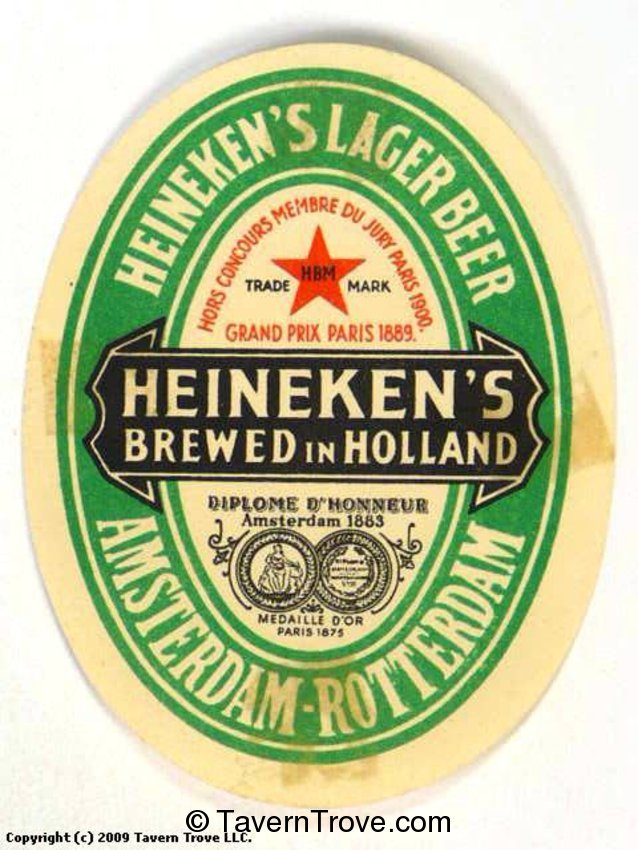 HEINEKEN'S LAGER BEER
HORS CONCOURS MEMBRE DU JURY PARIS 1900.
HBM
TRADE MARK
GRAND PRIX PARIS 1889.
HEINEKEN'S
BREWED IN HOLLAND
DIPLOME D'HONNEUR
Amsterdam 1883
MEDAILLE D'OR
PARIS 1875
AMSTERDAM-ROTTERDAM
© TavernTrove.com
Copyright (c) 2009 Tavern Trove LLC.